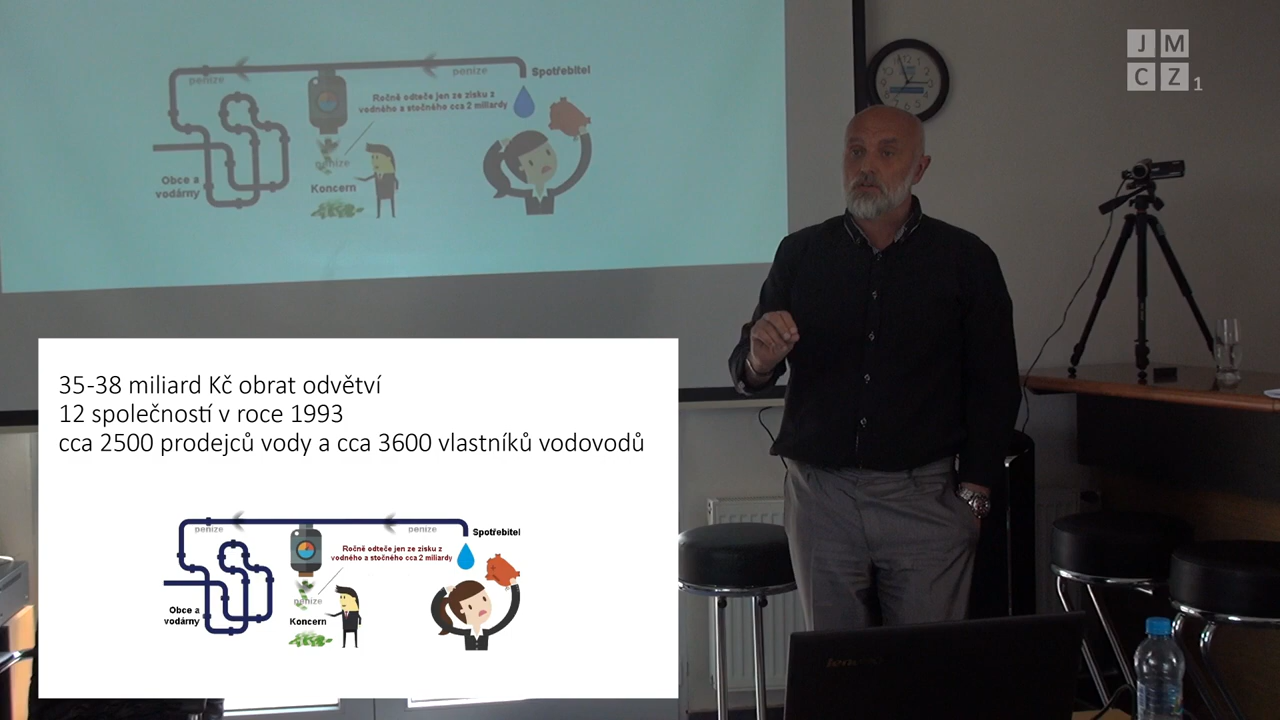 peníze
peníze
Spotřebitel
Ročně odteče jen ze zisku z
vodného a stočného cca 2 miliardy
peníze
Obce a
vodárny
Koncern
J M
C Z 1
35-38 miliard Kč obrat odvětví
12 společností v roce 1993
cca 2500 prodejců vody a cca 3600 vlastníků vodovodů
peníze
peníze
Spotřebitel
Ročně odteče jen ze zisku z
vodného a stočného cca 2 miliardy
peníze
Obce a
vodárny
Koncern
lenovo